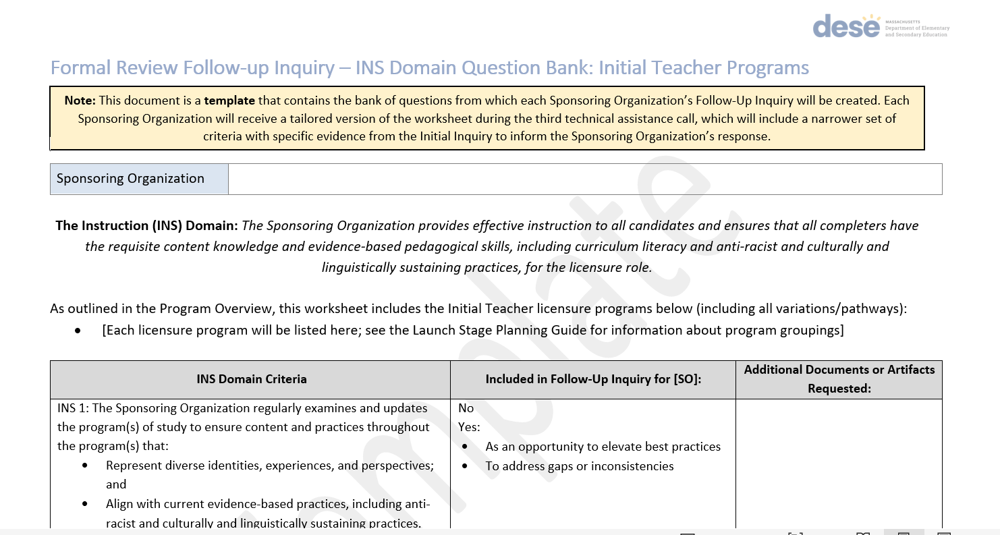 dese
MASSACHUSETTS
Department of Elementary
and Secondary Education
Formal Review Follow-up Inquiry – INS Domain Question Bank: Initial Teacher Programs
Note: This document is a template that contains the bank of questions from which each Sponsoring Organization’s Follow-Up Inquiry will be created. Each
Sponsoring Organization will receive a tailored version of the worksheet during the third technical assistance call, which will include a narrower set of
criteria with specific evidence from the Initial Inquiry to inform the Sponsoring Organization’s response.
Sponsoring Organization
The Instruction (INS) Domain: The Sponsoring Organization provides effective instruction to all candidates and ensures that all completers have
the requisite content knowledge and evidence-based pedagogical skills, including curriculum literacy and anti-racist and culturally and
linguistically sustaining practices, for the licensure role.
As outlined in the Program Overview, this worksheet includes the Initial Teacher licensure programs below (including all variations/pathways):
• [Each licensure program will be listed here; see the Launch Stage Planning Guide for information about program groupings]
INS Domain Criteria
Included in Follow-Up Inquiry for [SO]:
Additional Documents or Artifacts
Requested:
INS 1: The Sponsoring Organization regularly examines and updates
the program(s) of study to ensure content and practices throughout
the program(s) that:
• Represent diverse identities, experiences, and perspectives;
and
• Align with current evidence-based practices, including anti-
racist and culturally and linguistically sustaining practices.
No
Yes:
• As an opportunity to elevate best practices
• To address gaps or inconsistencies
Template